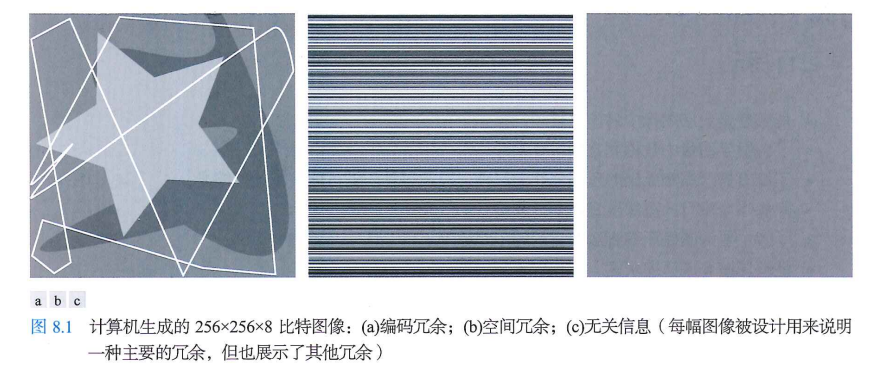 a b c
图 8.1 计算机生成的 256×256×8 比特图像：(a)编码冗余；(b)空间冗余；(c)无关信息（每幅图像被设计用来说明
一种主要的冗余，但也展示了其他冗余）